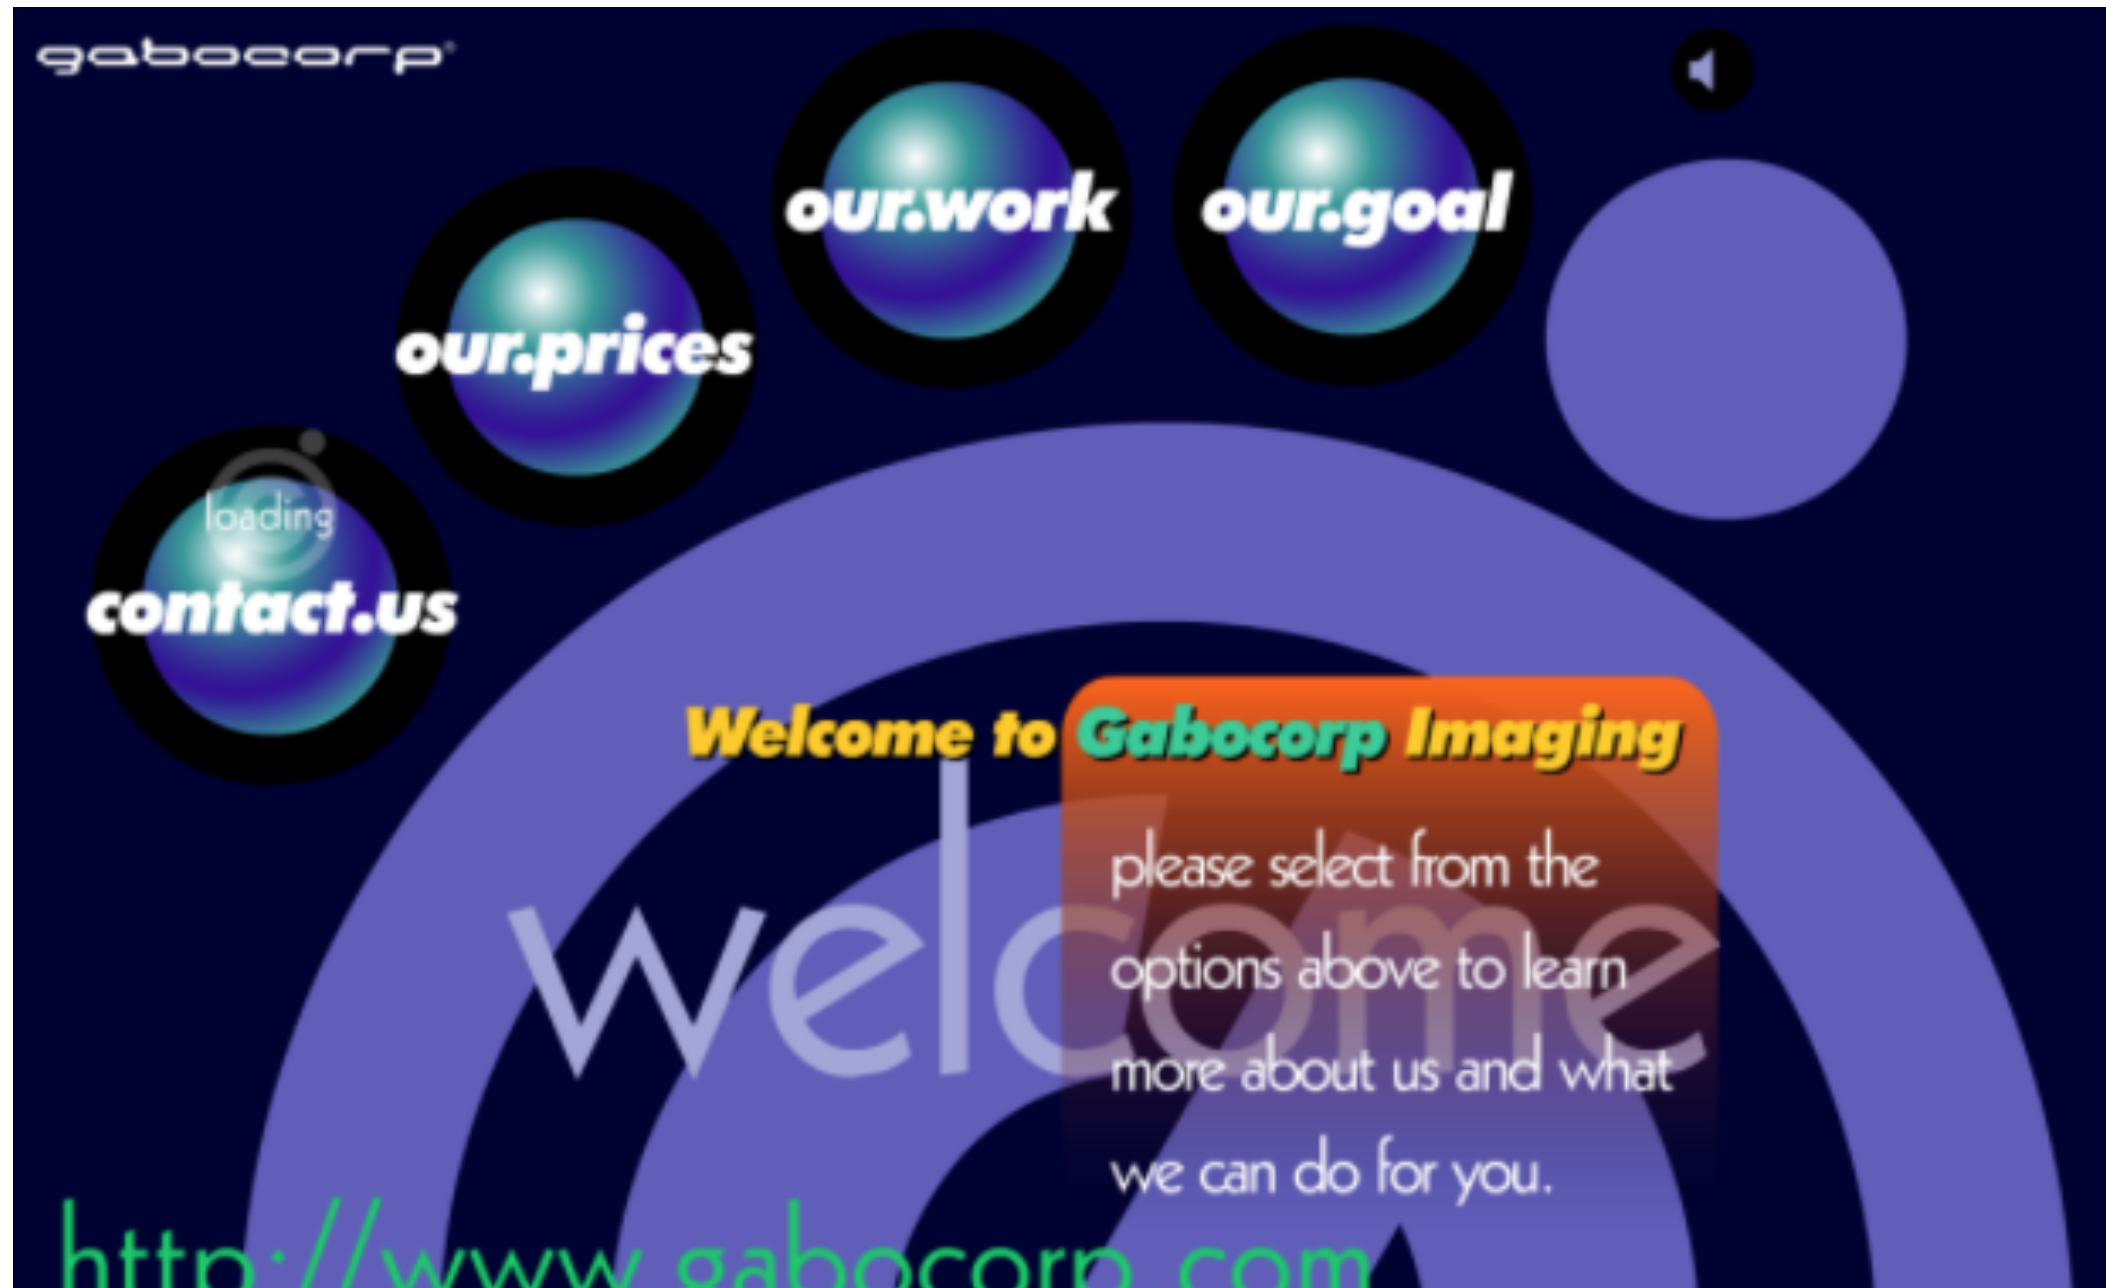 gabocorp®
our.work
our.goal
our.prices
loading
contact.us
Welcome to Gabocorp Imaging
welcome
please select from the
options above to learn
more about us and what
we can do for you.
http://www.gabocorp.com